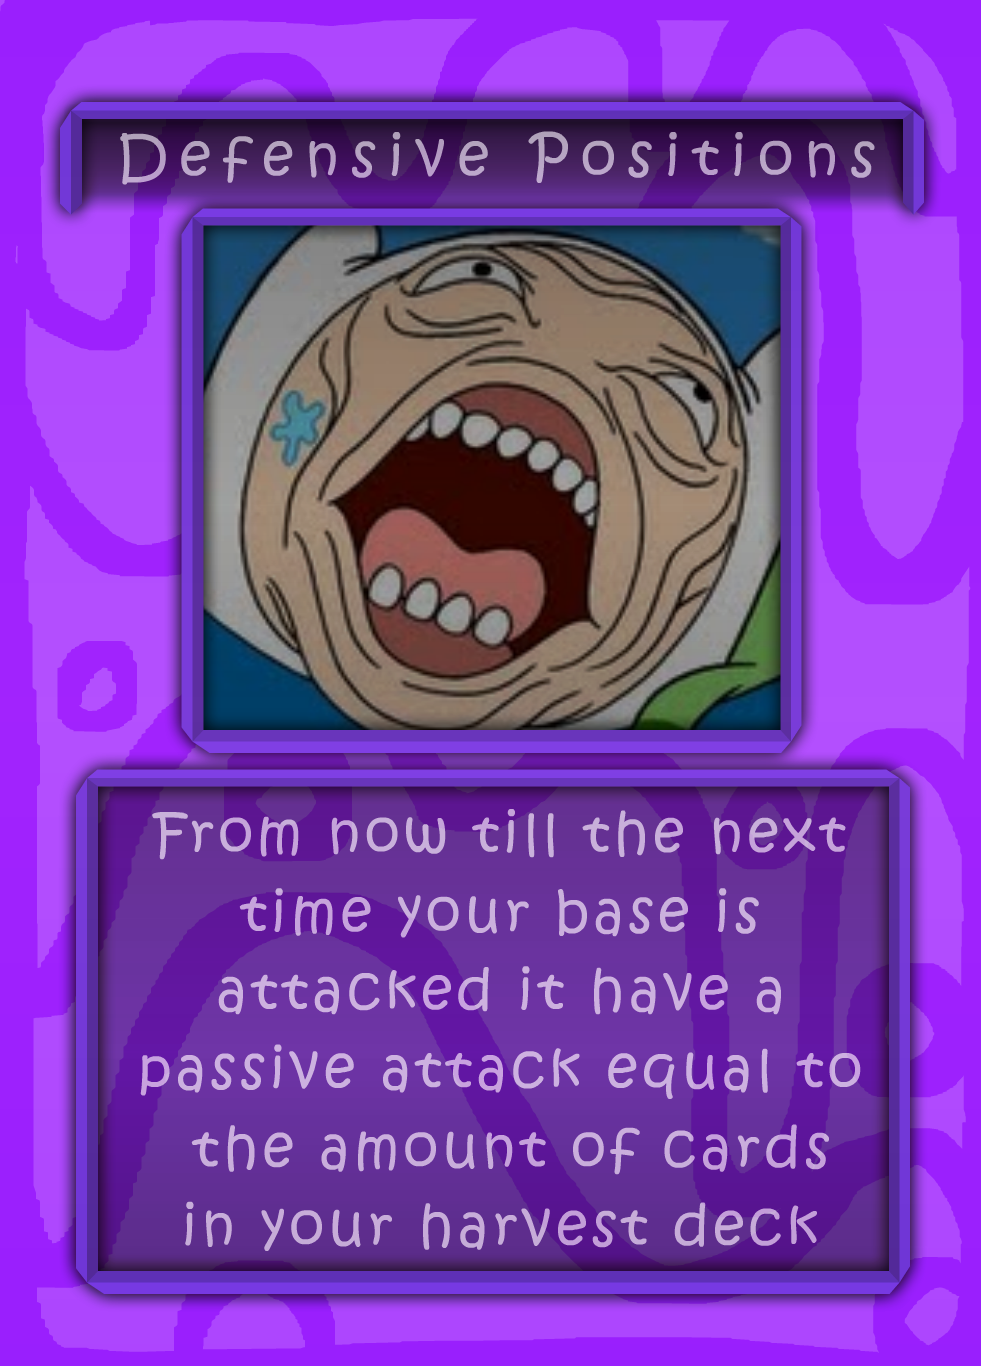 Defensive Positions
From now till the next
time your base is
attacked it have a
passive attack equal to
the amount of cards
in your harvest deck